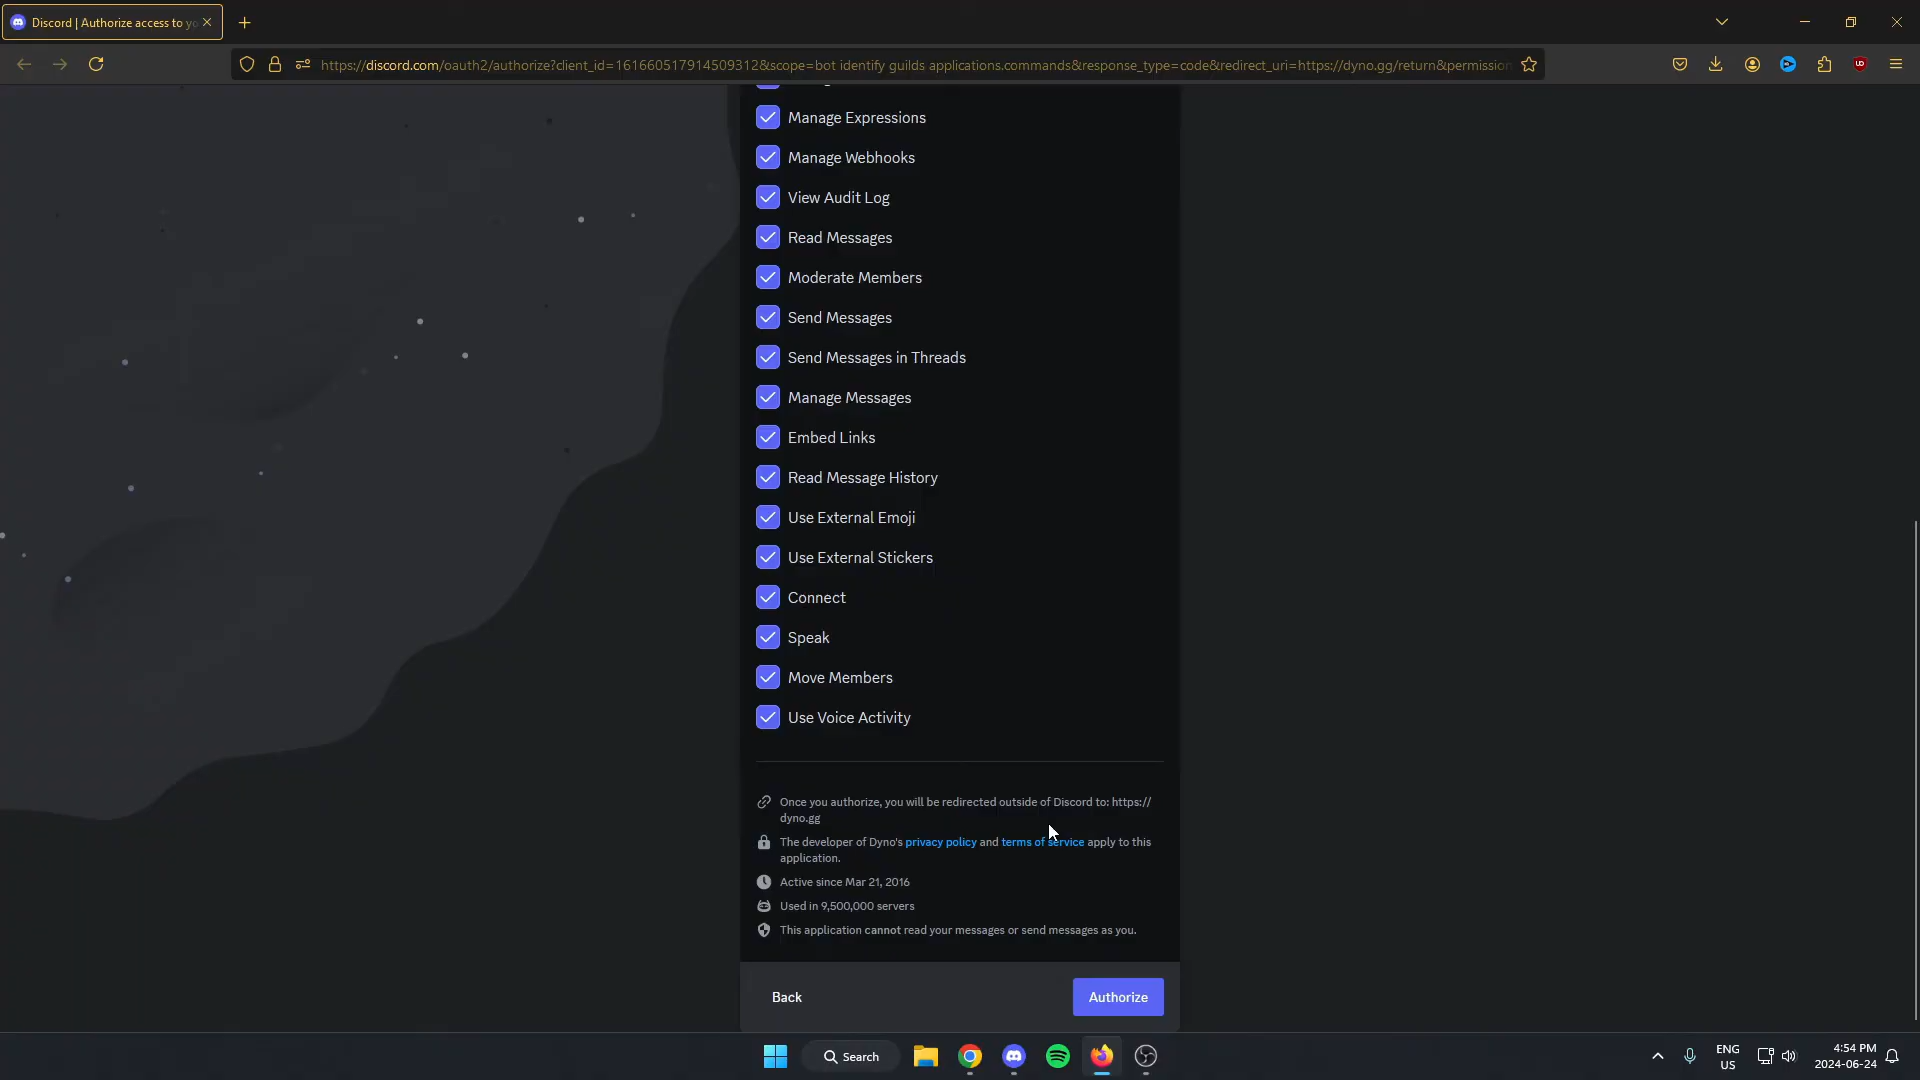 Discord | Authorize access to yo
https://discord.com/oauth2/authorize?client_id=161660517914509312&scope=bot identify guilds applications.commands&response_type=code&redirect_uri=https://dyno.gg/return&permission
UD
Manage Expressions
Manage Webhooks
View Audit Log
Read Messages
Moderate Members
Send Messages
Send Messages in Threads
Manage Messages
Embed Links
Read Message History
Use External Emoji
Use External Stickers
Connect
Speak
Move Members
Use Voice Activity
Once you authorize, you will be redirected outside of Discord to: https://
dyno.gg
The developer of Dyno's privacy policy and terms of service apply to this
application.
Active since Mar 21, 2016
Used in 9,500,000 servers
This application cannot read your messages or send messages as you.
Back
Authorize
Search
ENG
US
4:54 PM
2024-06-24